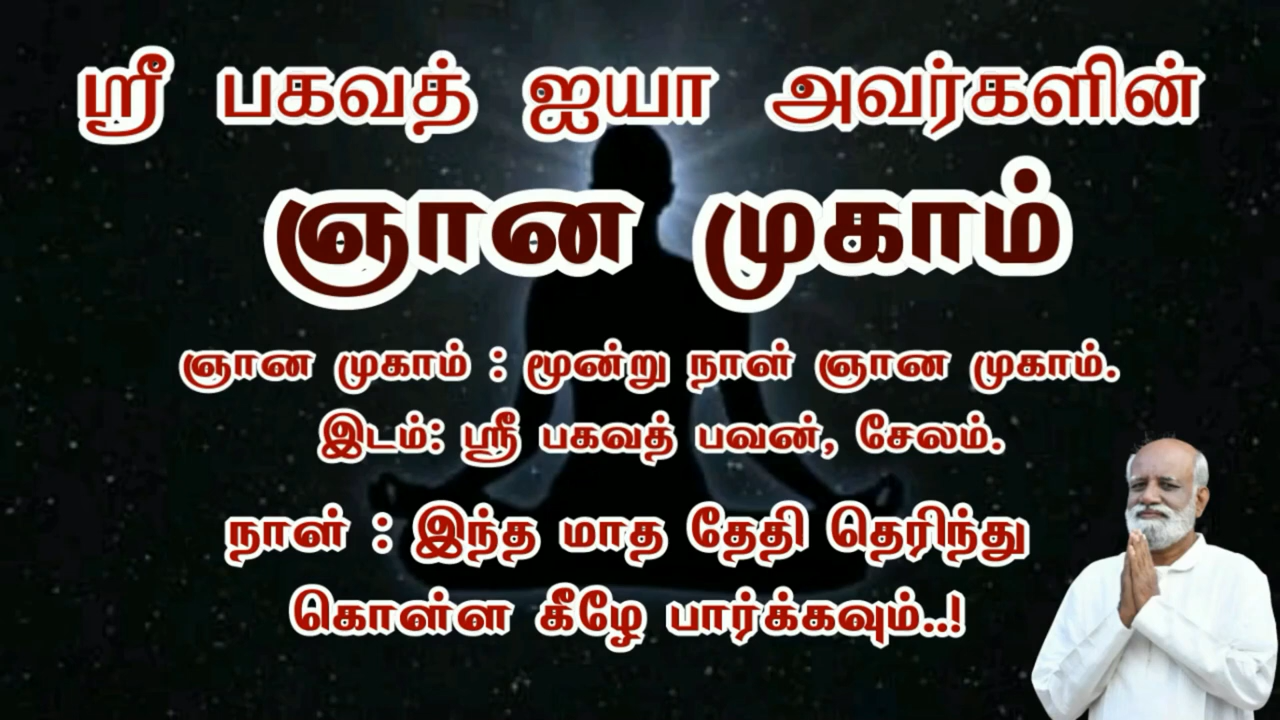 ஸ்ரீ பகவத் ஐயா அவர்களின்
ஞான முகாம்
ஞான முகாம் : மூன்று நாள் ஞான முகாம்.
இடம்: ஸ்ரீ பகவத் பவன், சேலம்.
நாள் : இந்த மாத தேதி தெரிந்து
கொள்ள கீழே பார்க்கவும்..!